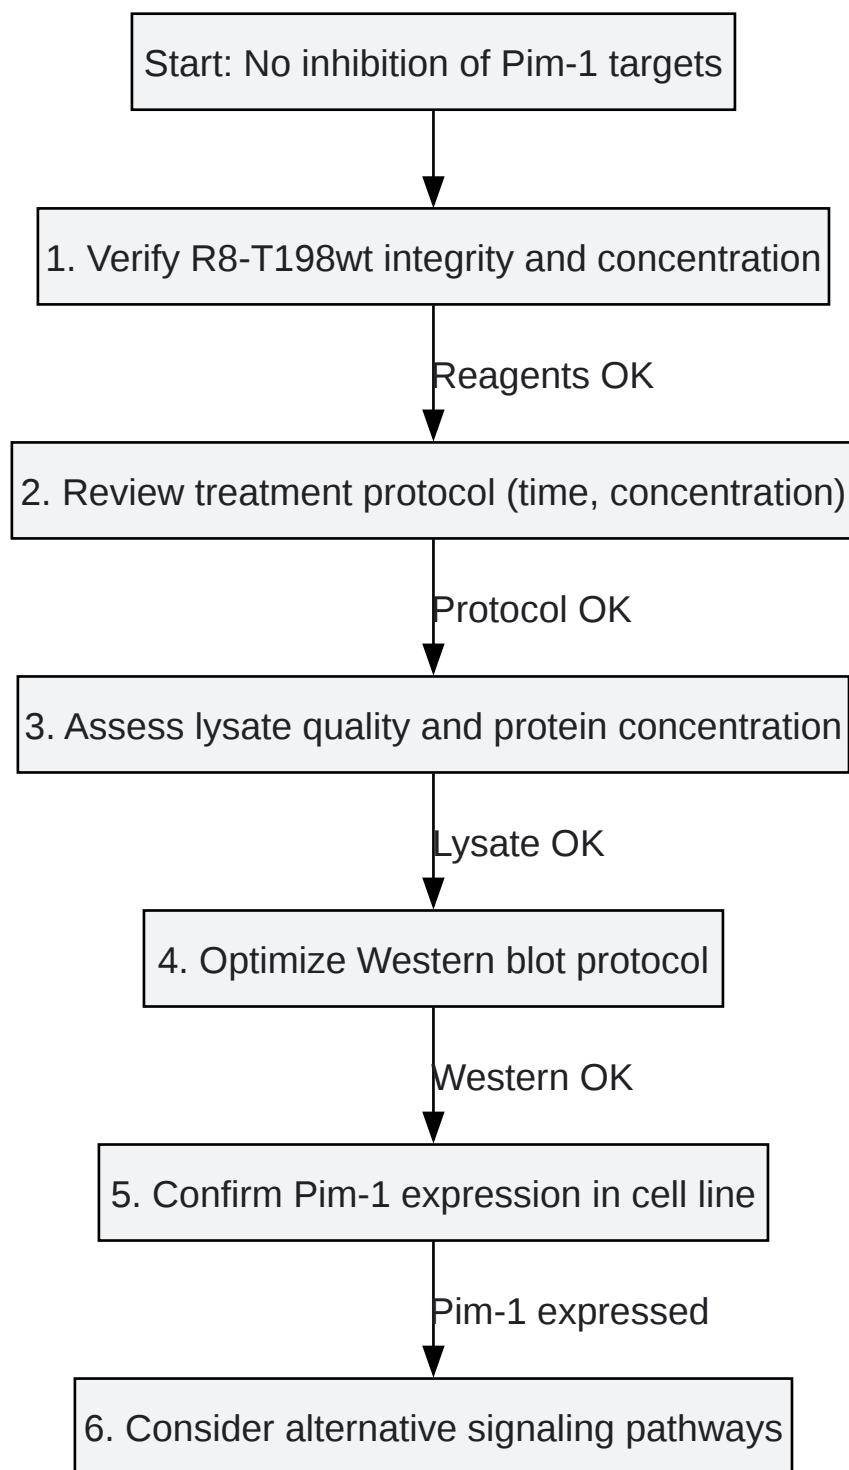 Start: No inhibition of Pim-1 targets
1. Verify R8-T198wt integrity and concentration
Reagents OK
2. Review treatment protocol (time, concentration)
Protocol OK
3. Assess lysate quality and protein concentration
Lysate OK
4. Optimize Western blot protocol
Western OK
5. Confirm Pim-1 expression in cell line
Pim-1 expressed
6. Consider alternative signaling pathways